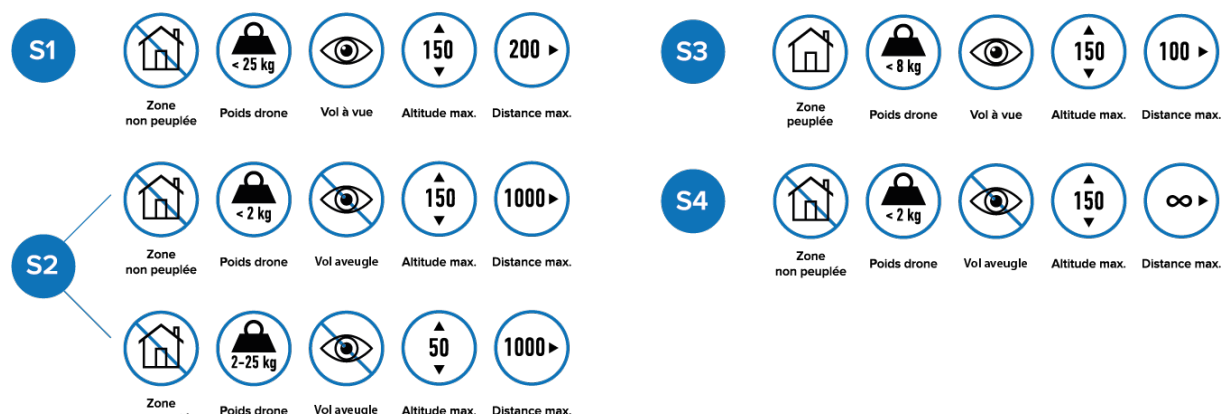 S1
< 25 kg
150
200
Zone
non peuplée
Poids drone
Vol à vue
Altitude max.
Distance max.
S2
< 2 kg
150
1000
Zone
non peuplée
Poids drone
Vol aveugle
Altitude max.
Distance max.
2-25 kg
50
1000
Zone
Poids drone
Vol aveugle
Altitude max.
Distance max.
S3
< 8 kg
150
100
Zone
peuplée
Poids drone
Vol à vue
Altitude max.
Distance max.
S4
< 2 kg
150
∞
Zone
non peuplée
Poids drone
Vol aveugle
Altitude max.
Distance max.